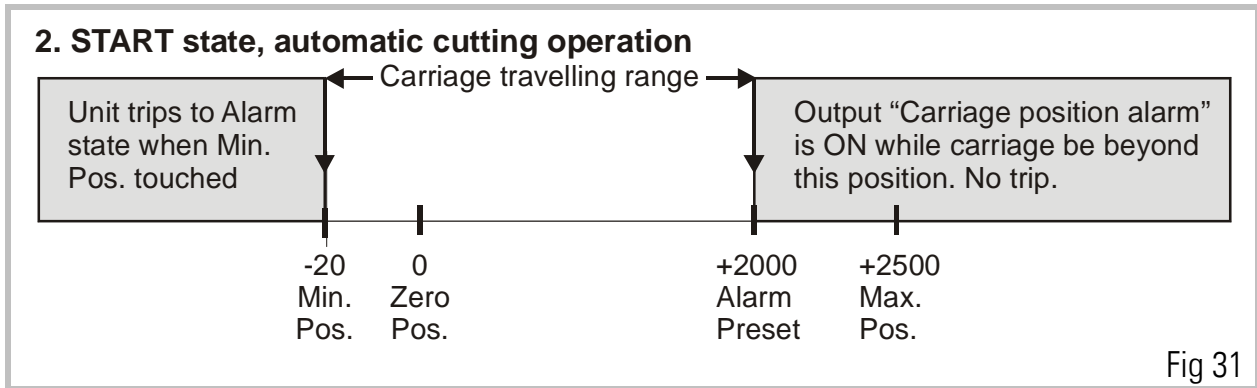 2. START state, automatic cutting operation
Carriage travelling range
Unit trips to Alarm
state when Min.
Pos. touched
Output “Carriage position alarm”
is ON while carriage be beyond
this position. No trip.
-20
Min.
Pos.
0
Zero
Pos.
+2000
Alarm
Preset
+2500
Max.
Pos.
Fig 31